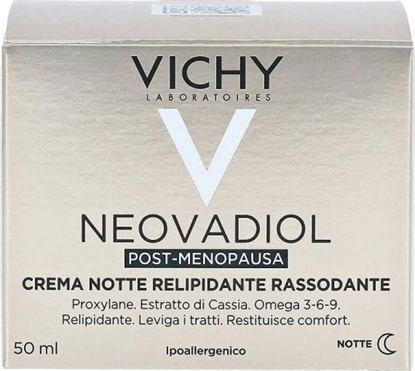 VICHY
LABORATOIRES
NEOVADIOL
POST-MENOPAUSA
CREMA NOTTE RELIPIDANTE RASSODANTE
Proxylane. Estratto di Cassia. Omega 3-6-9.
Relipidante. Leviga i tratti. Restituisce comfort.
50 ml Ipoallergenico NOTTE